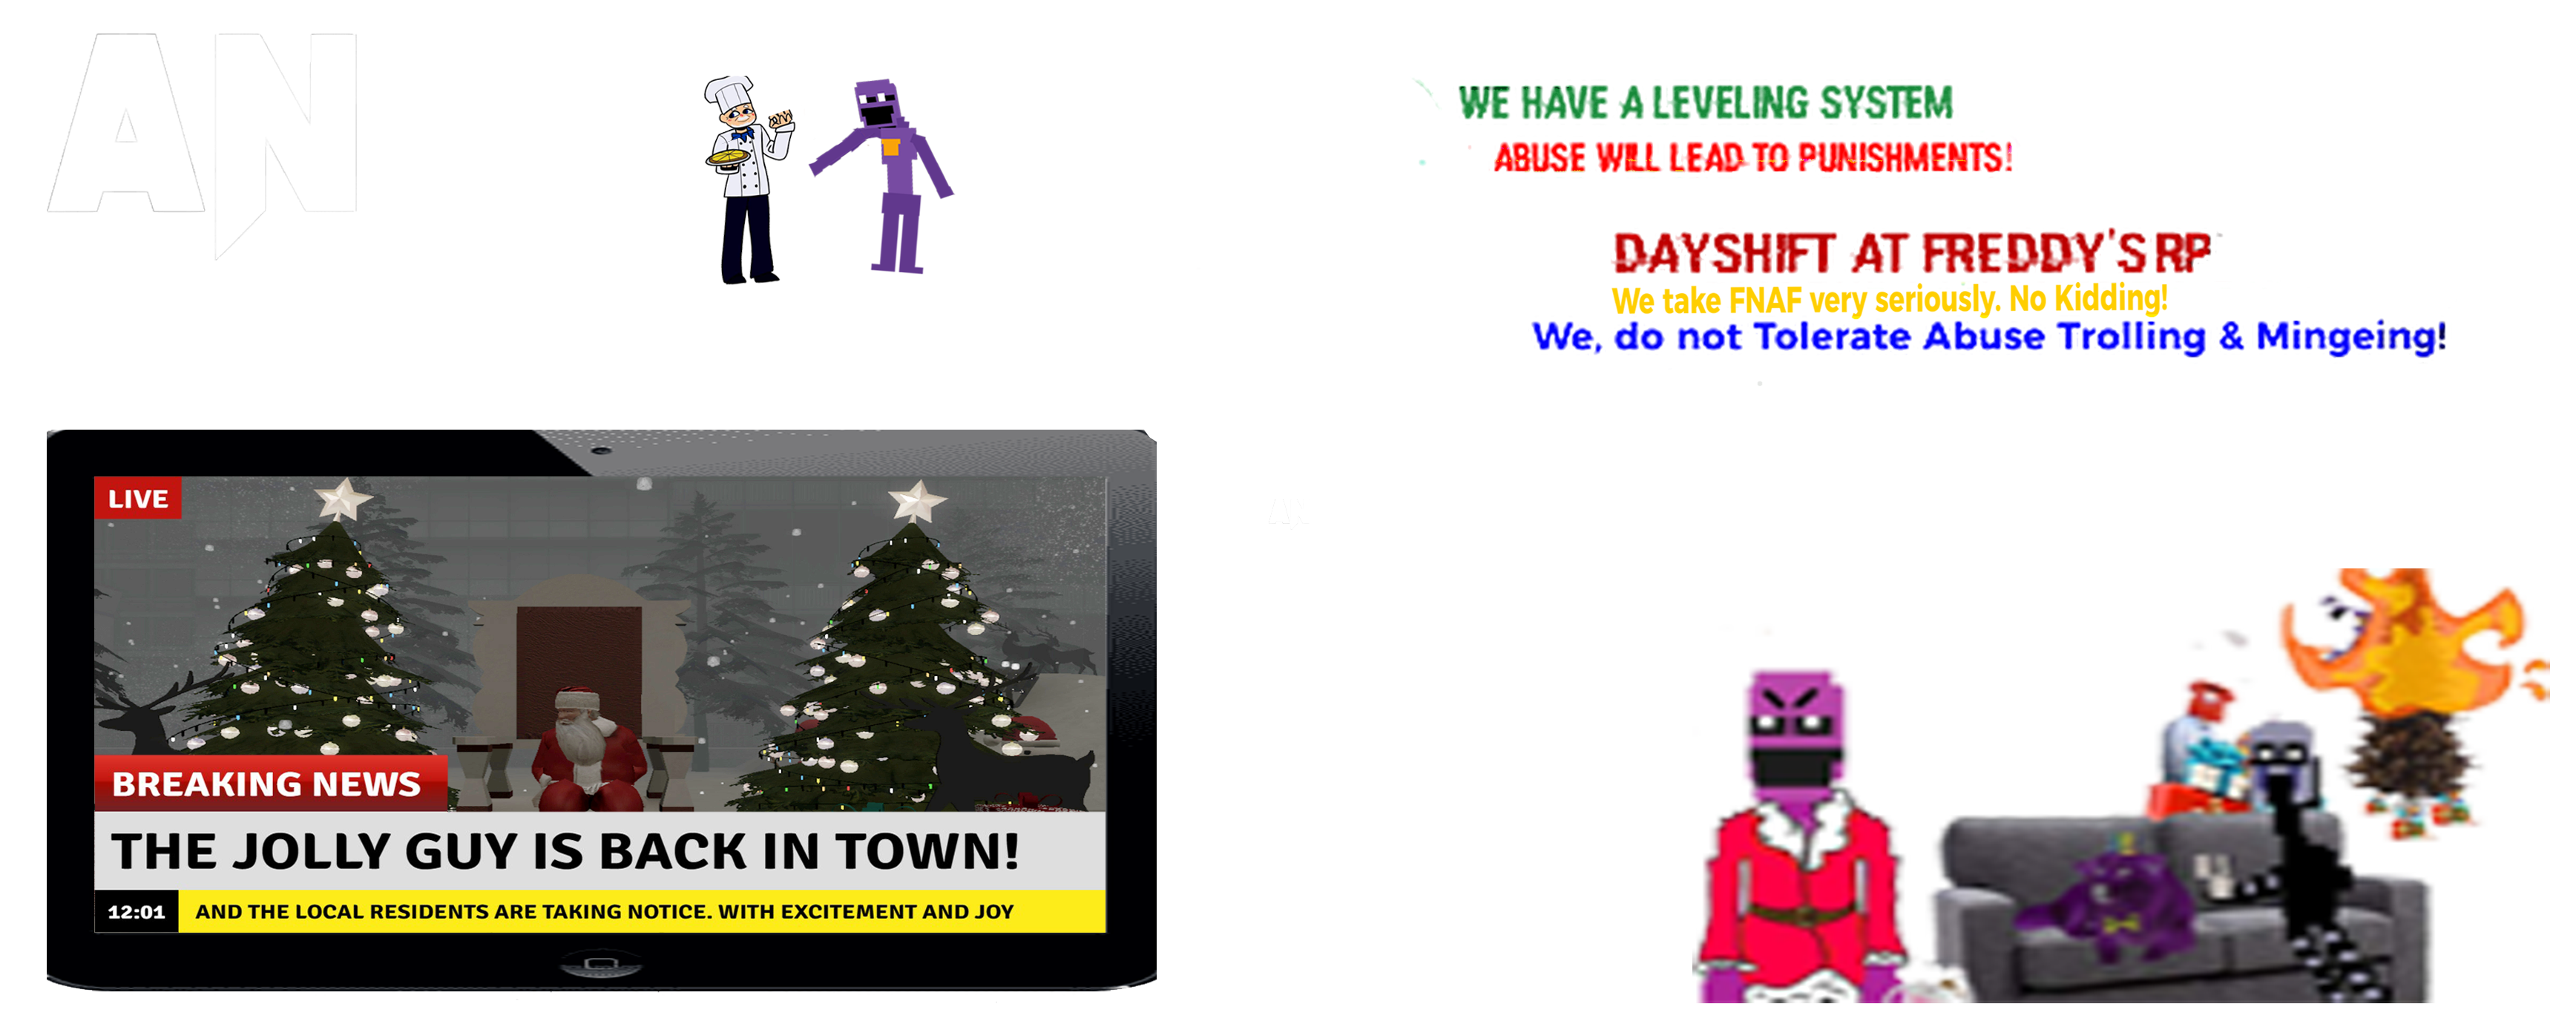 AN
WE HAVE A LEVELING SYSTEM
ABUSE WILL LEAD TO PUNISHMENTS!
DAYSHIFT AT FREDDY'S RP
We take FNAF very seriously. No Kidding!
We, do not Tolerate Abuse Trolling & Mingeing!
LIVE
BREAKING NEWS
THE JOLLY GUY IS BACK IN TOWN!
12:01 AND THE LOCAL RESIDENTS ARE TAKING NOTICE. WITH EXCITEMENT AND JOY